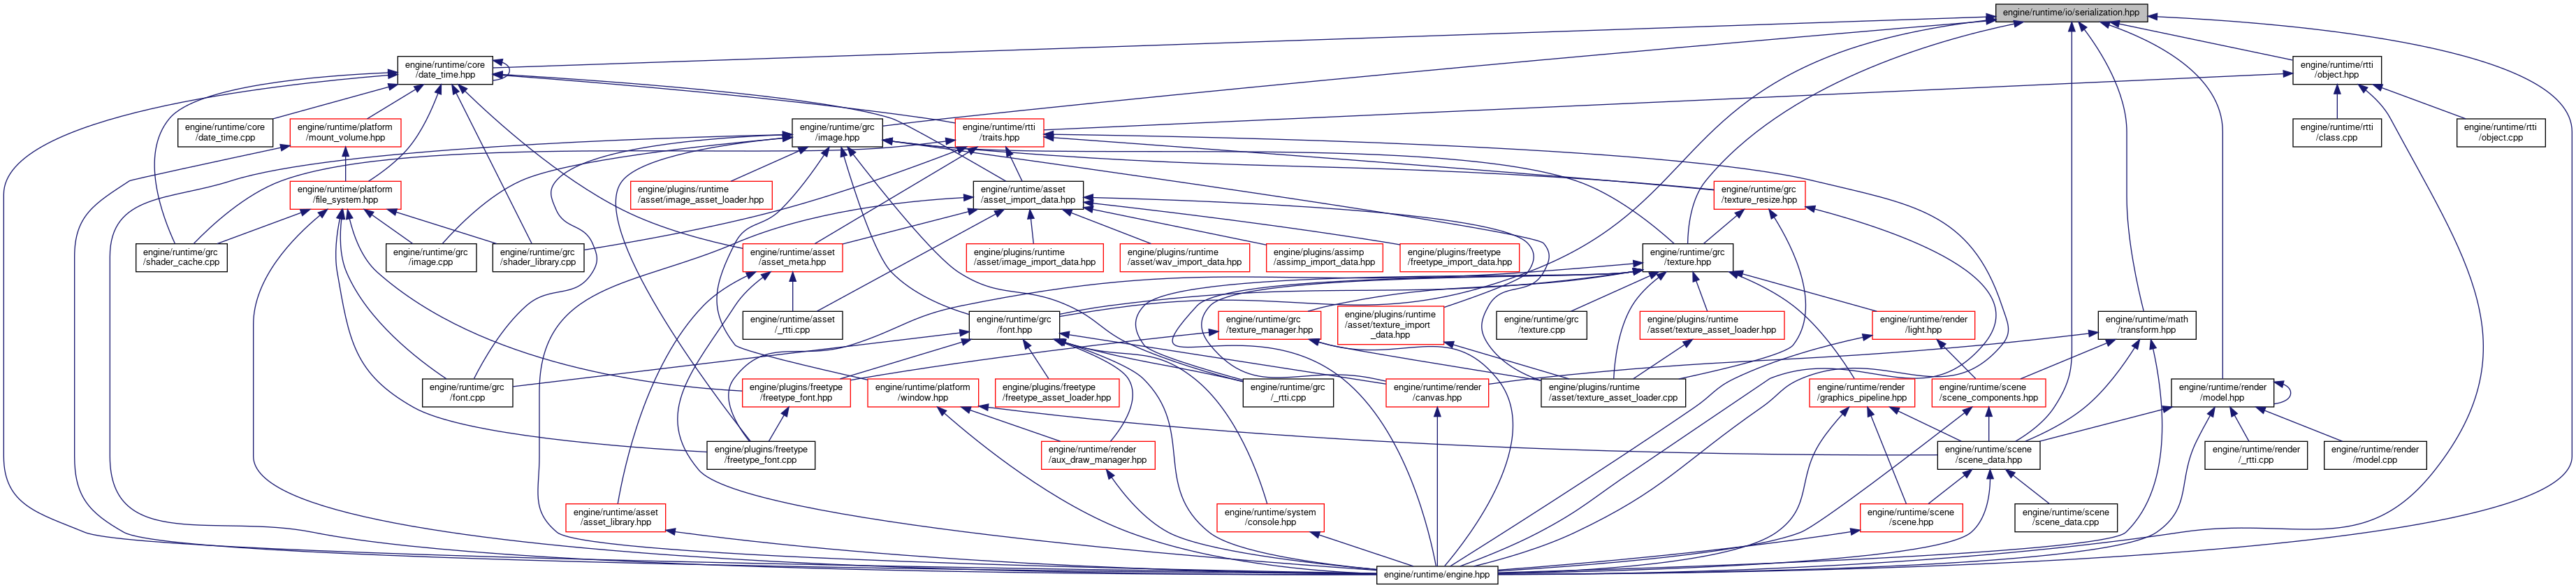 engine/runtime/io/serialization.hpp
engine/runtime/core
/date_time.hpp
engine/runtime/rtti
/object.hpp
engine/runtime/core
/date_time.cpp
engine/runtime/platform
/mount_volume.hpp
engine/runtime/grc
/image.hpp
engine/runtime/rtti
/traits.hpp
engine/runtime/rtti
/class.cpp
engine/runtime/rtti
/object.cpp
engine/runtime/platform
/file_system.hpp
engine/plugins/runtime
/asset/image_asset_loader.hpp
engine/runtime/asset
/asset_import_data.hpp
engine/runtime/grc
/texture_resize.hpp
engine/runtime/grc
/shader_cache.cpp
engine/runtime/grc
/image.cpp
engine/runtime/grc
/shader_library.cpp
engine/runtime/asset
/asset_meta.hpp
engine/plugins/runtime
/asset/image_import_data.hpp
engine/plugins/runtime
/asset/wav_import_data.hpp
engine/plugins/assimp
/assimp_import_data.hpp
engine/plugins/freetype
/freetype_import_data.hpp
engine/runtime/grc
/texture.hpp
engine/runtime/asset
/_rtti.cpp
engine/runtime/grc
/font.hpp
engine/runtime/grc
/texture_manager.hpp
engine/plugins/runtime
/asset/texture_import
_data.hpp
engine/runtime/grc
/texture.cpp
engine/plugins/runtime
/asset/texture_asset_loader.hpp
engine/runtime/render
/light.hpp
engine/runtime/math
/transform.hpp
engine/runtime/grc
/font.cpp
engine/plugins/freetype
/freetype_font.hpp
engine/runtime/platform
/window.hpp
engine/plugins/freetype
/freetype_asset_loader.hpp
engine/runtime/grc
/_rtti.cpp
engine/runtime/render
/canvas.hpp
engine/plugins/runtime
/asset/texture_asset_loader.cpp
engine/runtime/render
/graphics_pipeline.hpp
engine/runtime/scene
/scene_components.hpp
engine/runtime/render
/model.hpp
engine/plugins/freetype
/freetype_font.cpp
engine/runtime/render
/aux_draw_manager.hpp
engine/runtime/scene
/scene_data.hpp
engine/runtime/render
/_rtti.cpp
engine/runtime/render
/model.cpp
engine/runtime/asset
/asset_library.hpp
engine/runtime/system
/console.hpp
engine/runtime/scene
/scene.hpp
engine/runtime/scene
/scene_data.cpp
engine/runtime/engine.hpp